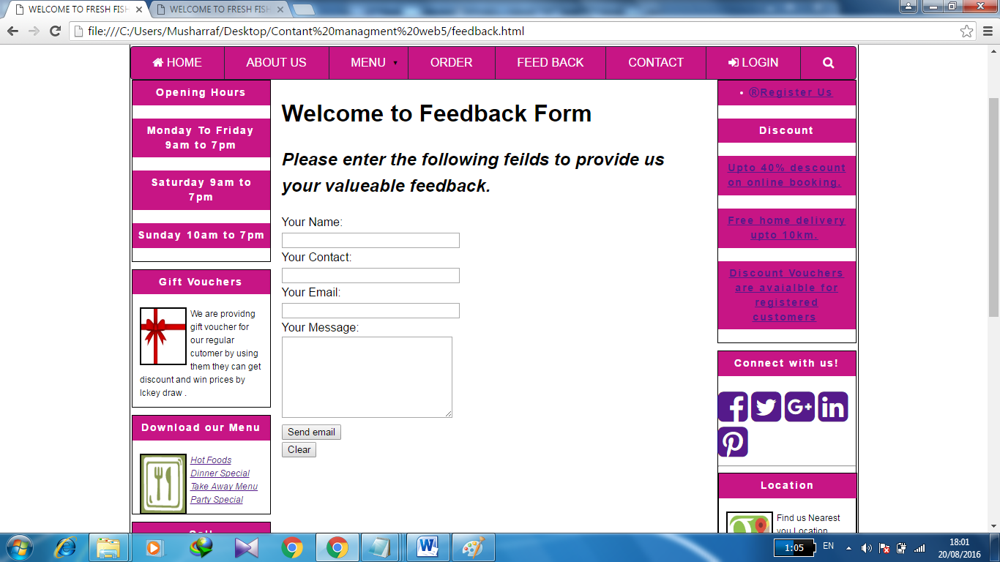 WELCOME TO FRESH FISH
WELCOME TO FRESH FISH
file:///C:/Users/Musharraf/Desktop/Contant%20managment%20web5/feedback.html
HOME
ABOUT US
MENU
ORDER
FEED BACK
CONTACT
LOGIN
Opening Hours
Monday To Friday
9am to 7pm
Saturday 9am to
7pm
Sunday 10am to 7pm
Gift Vouchers
We are providng
gift voucher for
our regular
cutomer by using
them they can get
discount and win prices by
lckey draw .
Download our Menu
Hot Foods
Dinner Special
Take Away Menu
Party Special
Welcome to Feedback Form
Please enter the following feilds to provide us
your valueable feedback.
Your Name:
Your Contact:
Your Email:
Your Message:
Send email
Clear
• ®Register Us
Discount
Upto 40% descount
on online booking.
Free home delivery
upto 10km.
Discount Vouchers
are avaialble for
registered
customers
Connect with us!
Location
Find us Nearest
you Location
1:05
EN
18:01
20/08/2016